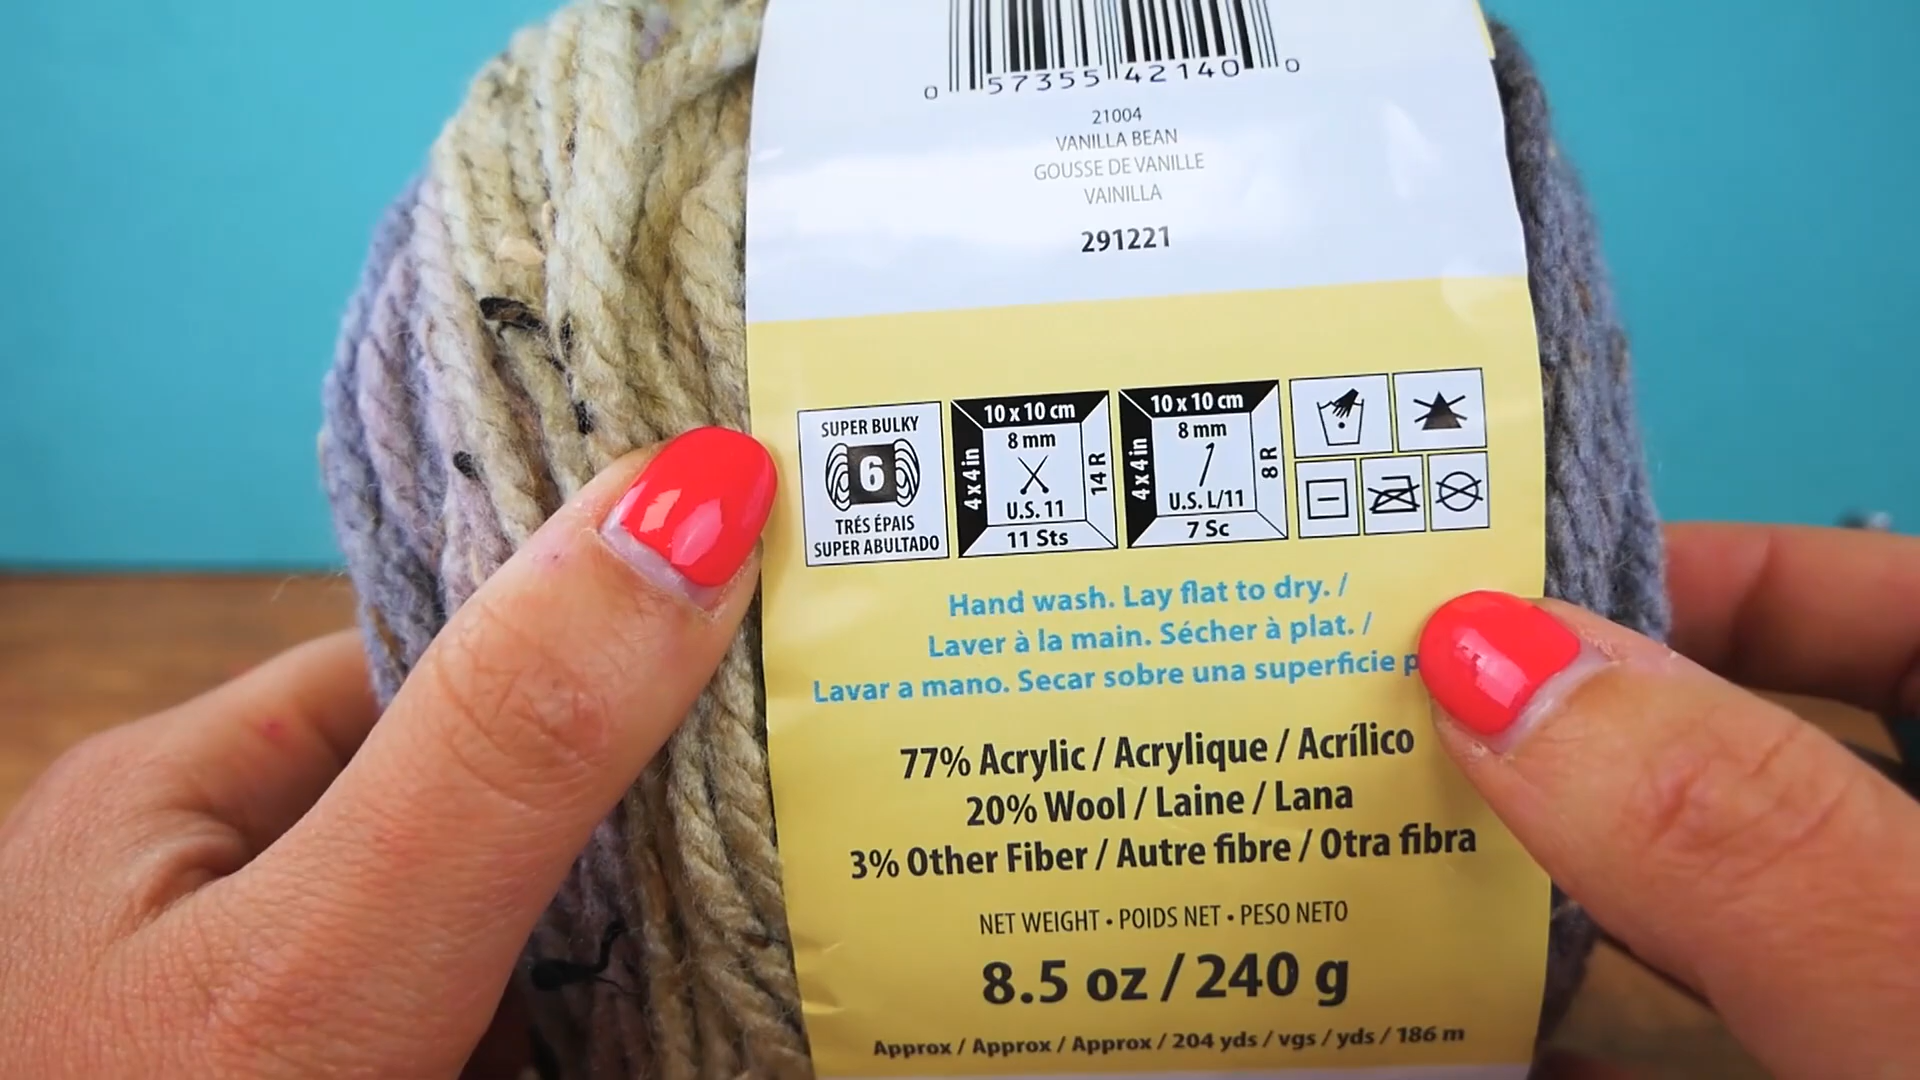 0 57355 42140 0
21004
VANILLA BEAN
GOUSSE DE VANILLE
VAINILLA
291221
SUPER BULKY
6
TRÉS ÉPAIS
SUPER ABULTADO
10 x 10 cm
4 x 4 in
8 mm
U.S. 11
14 R
11 Sts
10 x 10 cm
4 x 4 in
8 mm
U.S. L/11
8 R
7 Sc
Hand wash. Lay flat to dry. /
Laver à la main. Sécher à plat. /
Lavar a mano. Secar sobre una superficie
77% Acrylic / Acrylique / Acrílico
20% Wool / Laine / Lana
3% Other Fiber / Autre fibre / Otra fibra
NET WEIGHT • POIDS NET • PESO NETO
8.5 oz / 240 g
Approx / Approx / Approx / 204 yds / vgs / yds / 186 m